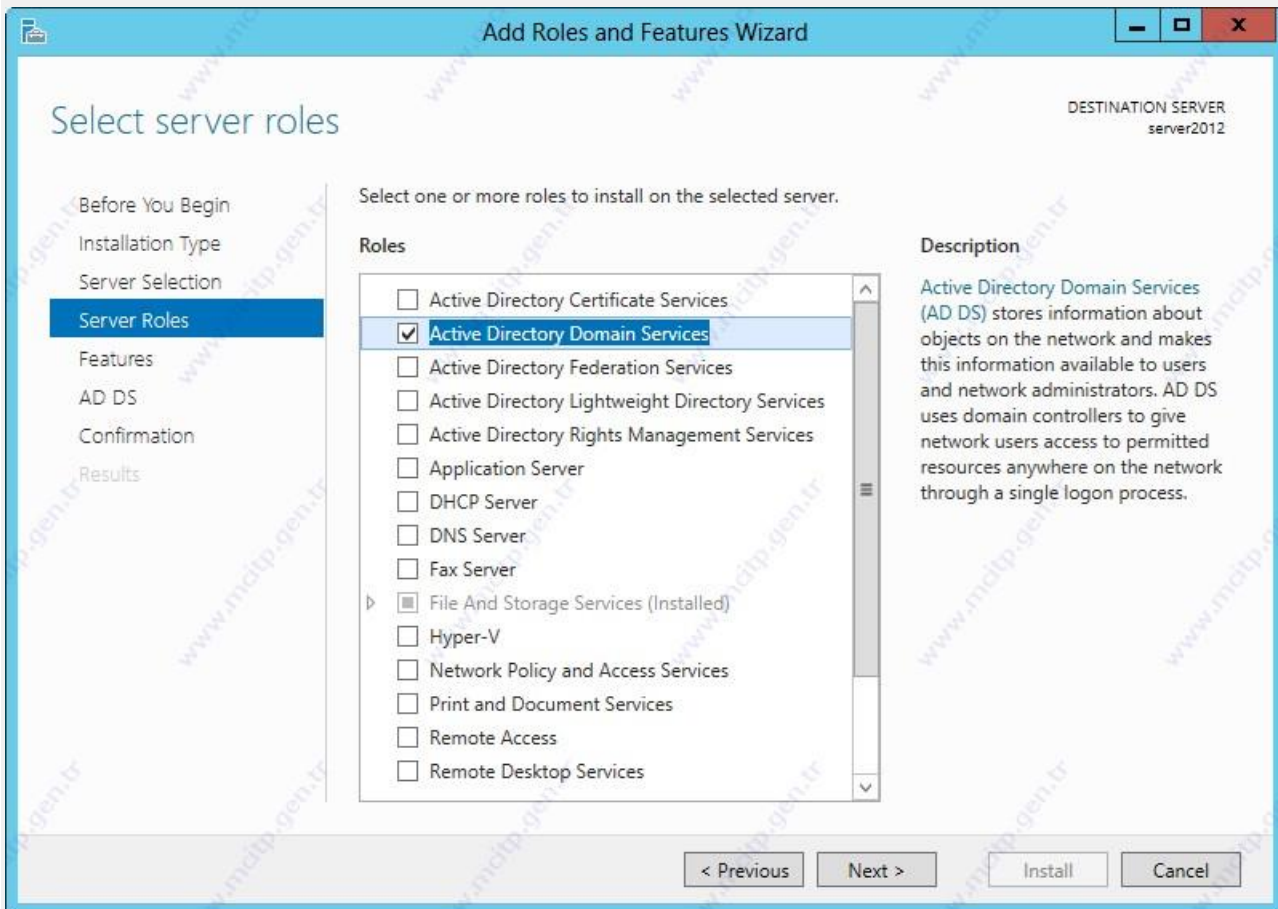 Add Roles and Features Wizard
x
Select server roles
DESTINATION SERVER
server2012
Before You Begin
Installation Type
Server Selection
Server Roles
Features
AD DS
Confirmation
Results
Select one or more roles to install on the selected server.
Roles
Active Directory Certificate Services
Active Directory Domain Services
Active Directory Federation Services
Active Directory Lightweight Directory Services
Active Directory Rights Management Services
Application Server
DHCP Server
DNS Server
Fax Server
File And Storage Services (Installed)
Hyper-V
Network Policy and Access Services
Print and Document Services
Remote Access
Remote Desktop Services
Description
Active Directory Domain Services
(AD DS) stores information about
objects on the network and makes
this information available to users
and network administrators. AD DS
uses domain controllers to give
network users access to permitted
resources anywhere on the network
through a single logon process.
< Previous
Next >
Install
Cancel
www.mcitp.gen.tr